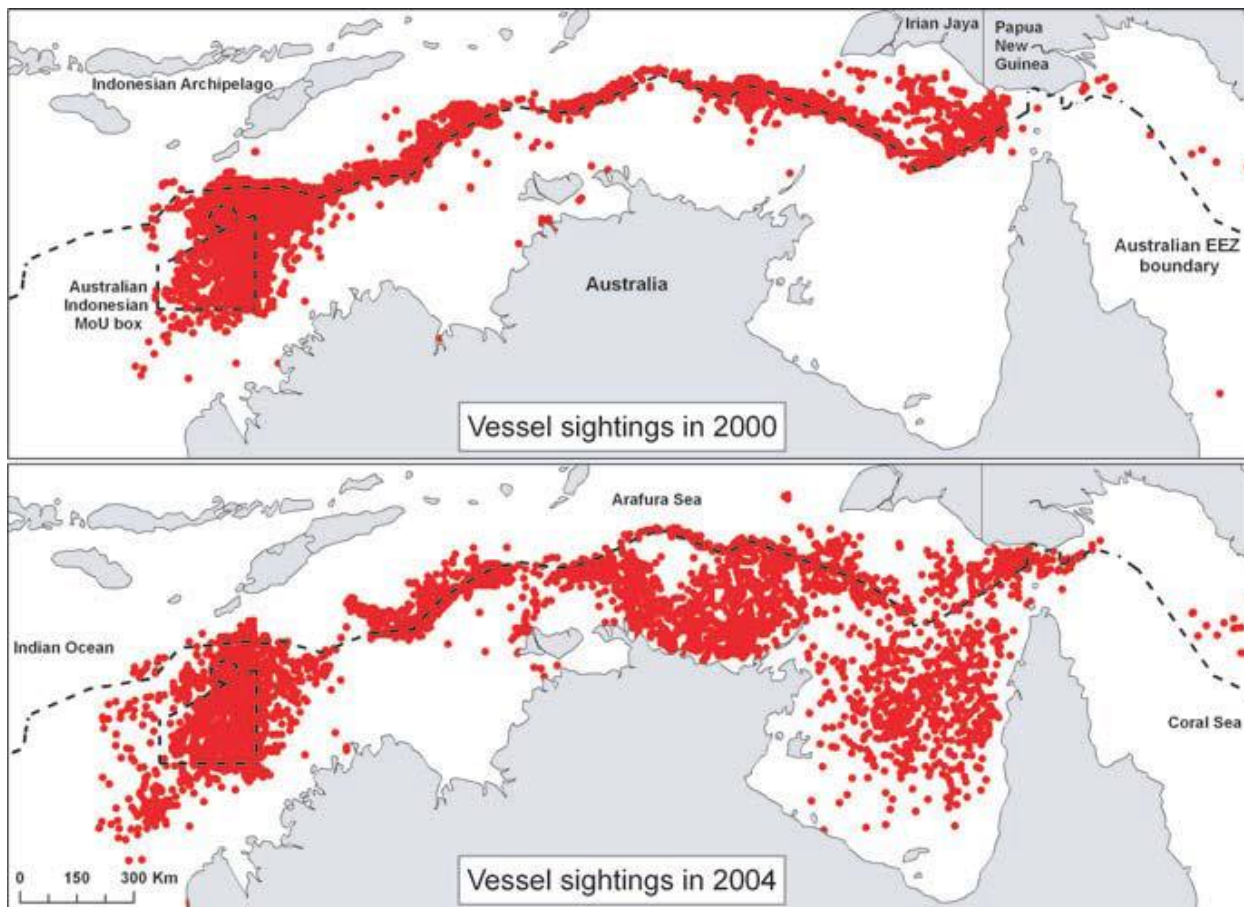 Irian Jaya
Papua
New
Guinea
Indonesian Archipelago
Australian EEZ
boundary
Australian
Indonesian
MoU box
Australia
Vessel sightings in 2000
Arafura Sea
Indian Ocean
Coral Sea
0 150 300 Km
Vessel sightings in 2004